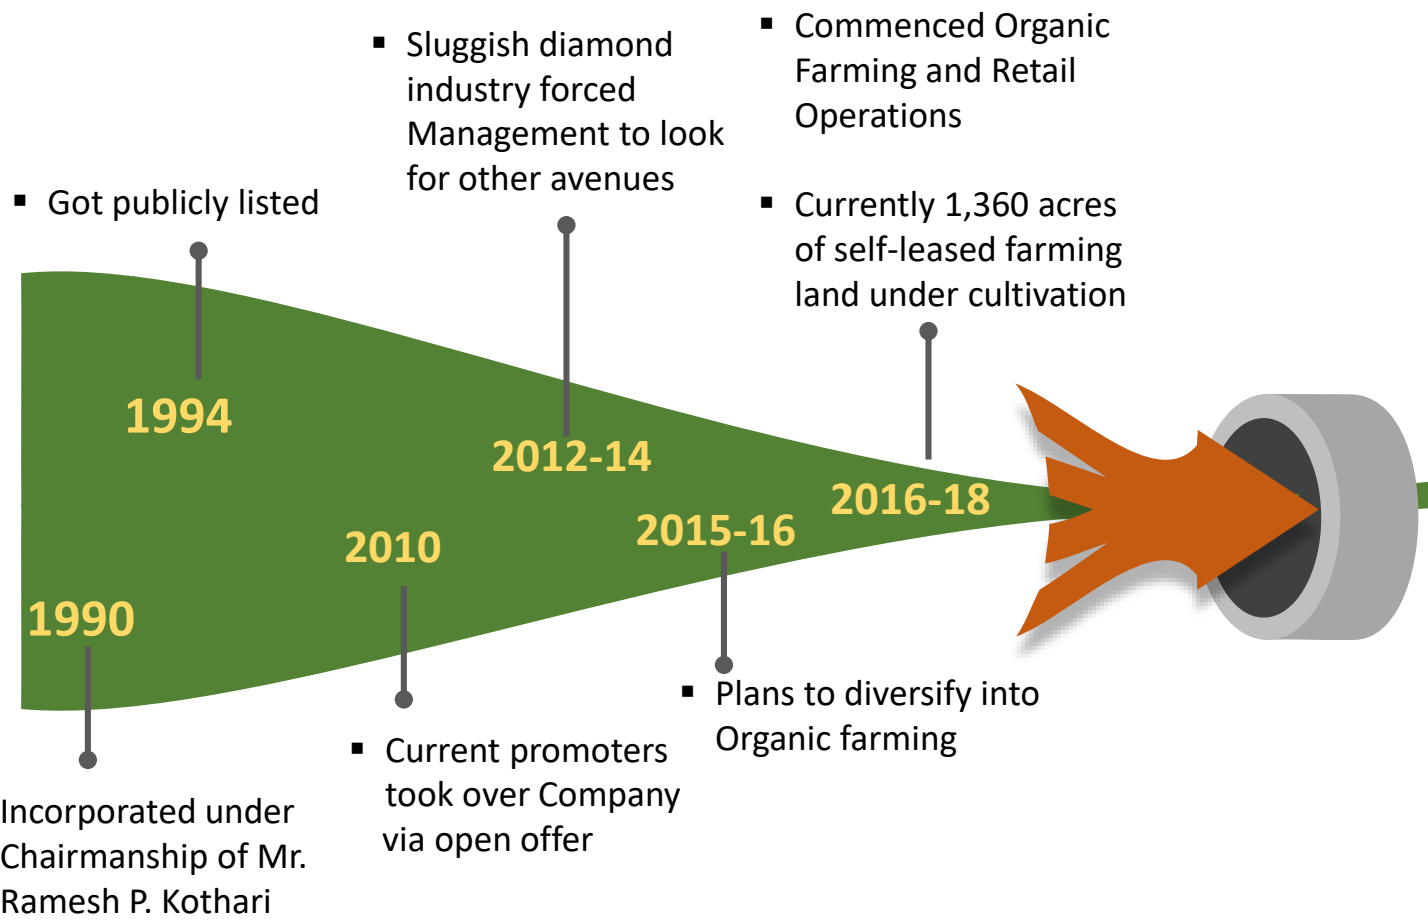 ▪ Got publicly listed
1994
▪ Sluggish diamond
industry forced
Management to look
for other avenues
2012-14
▪ Commenced Organic
Farming and Retail
Operations
▪ Currently 1,360 acres
of self-leased farming
land under cultivation
2016-18
1990
Incorporated under
Chairmanship of Mr.
Ramesh P. Kothari
2010
▪ Current promoters
took over Company
via open offer
2015-16
▪ Plans to diversify into
Organic farming